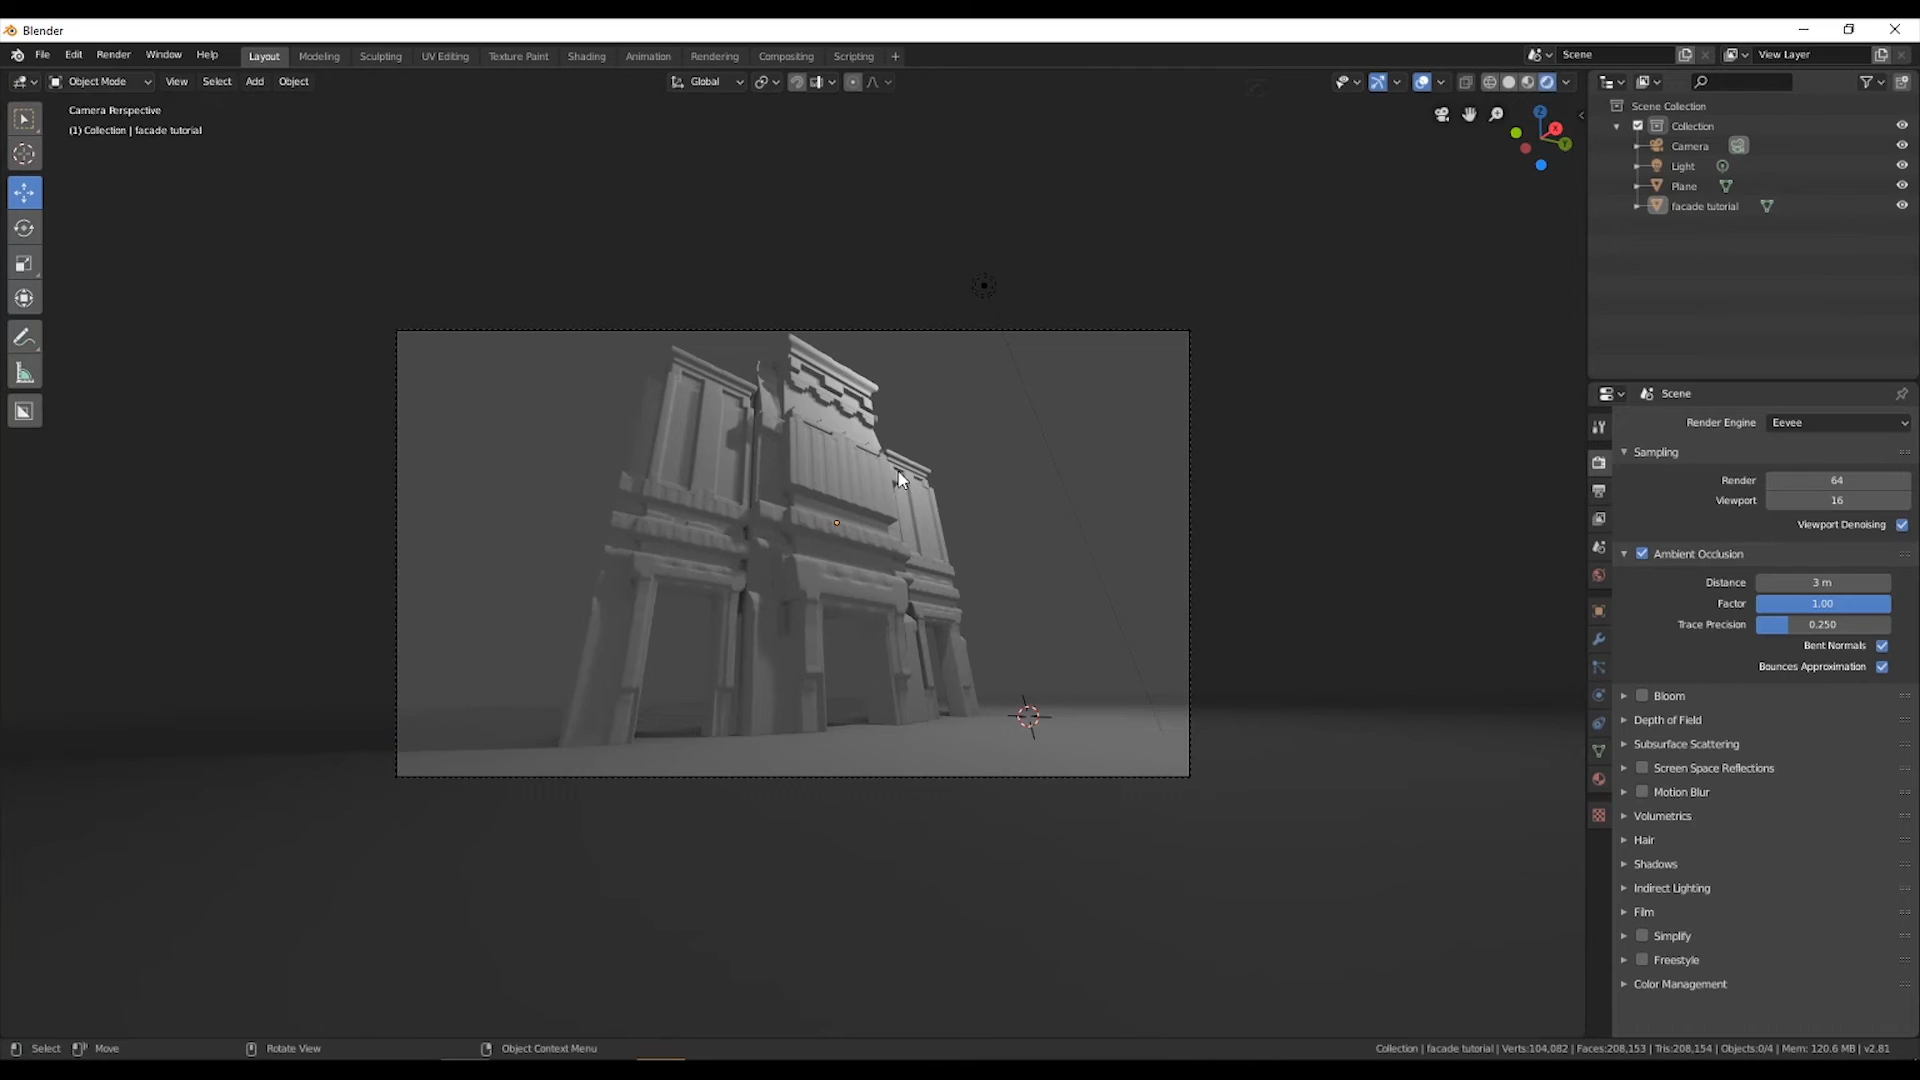 Blender
File Edit Render Window Help Layout Modeling Sculpting UV Editing Texture Paint Shading Animation Rendering Compositing Scripting + Scene View Layer
Object Mode View Select Add Object Global
Camera Perspective
(1) Collection | facade tutorial
Z
X
Y
Scene Collection
Collection
Camera
Light
Plane
facade tutorial
Scene
Render Engine Eevee
Sampling
Render 64
Viewport 16
Viewport Denoising
Ambient Occlusion
Distance 3 m
Factor 1.00
Trace Precision 0.250
Bent Normals
Bounces Approximation
Bloom
Depth of Field
Subsurface Scattering
Screen Space Reflections
Motion Blur
Volumetrics
Hair
Shadows
Indirect Lighting
Film
Simplify
Freestyle
Color Management
Select Move Rotate View Object Context Menu Collection | facade tutorial | Verts:104,082 | Faces:208,153 | Tris:208,154 | Objects:0/4 | Mem: 120.6 MB | v2.81